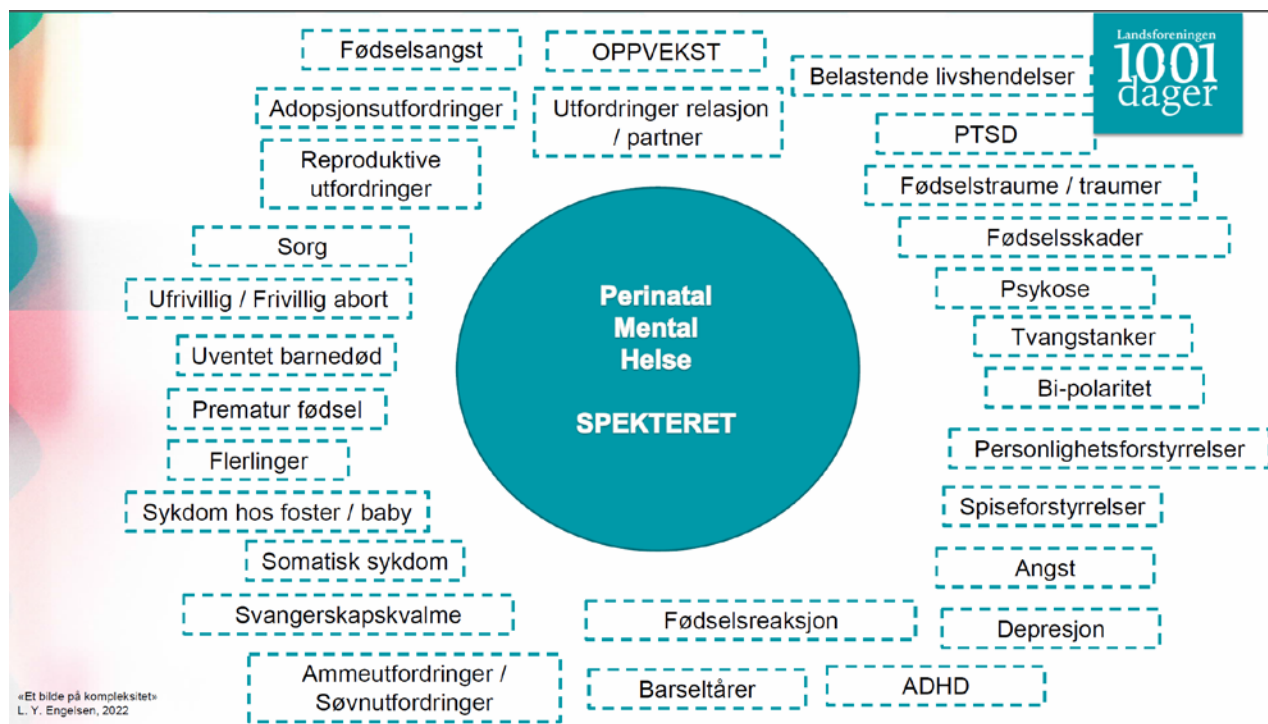 Fødselsangst
OPPVEKST
Belastende livshendelser
Landsforeningen
1001
dager
Adopsjonsutfordringer
Utfordringer relasjon
/ partner
PTSD
Reproduktive
utfordringer
Fødselstraume / traumer
Sorg
Fødselsskader
Ufrivillig / Frivillig abort
Psykose
Perinatal
Mental
Helse
SPEKTERET
Uventet barnedød
Tvangstanker
Prematur fødsel
Bi-polaritet
Flerlinger
Personlighetsforstyrrelser
Sykdom hos foster / baby
Spiseforstyrrelser
Somatisk sykdom
Angst
Svangerskapskvalme
Fødselsreaksjon
Depresjon
Ammeutfordringer /
Søvnutfordringer
Barseltårer
ADHD
«Et bilde på kompleksitet»
L. Y. Engelsen, 2022